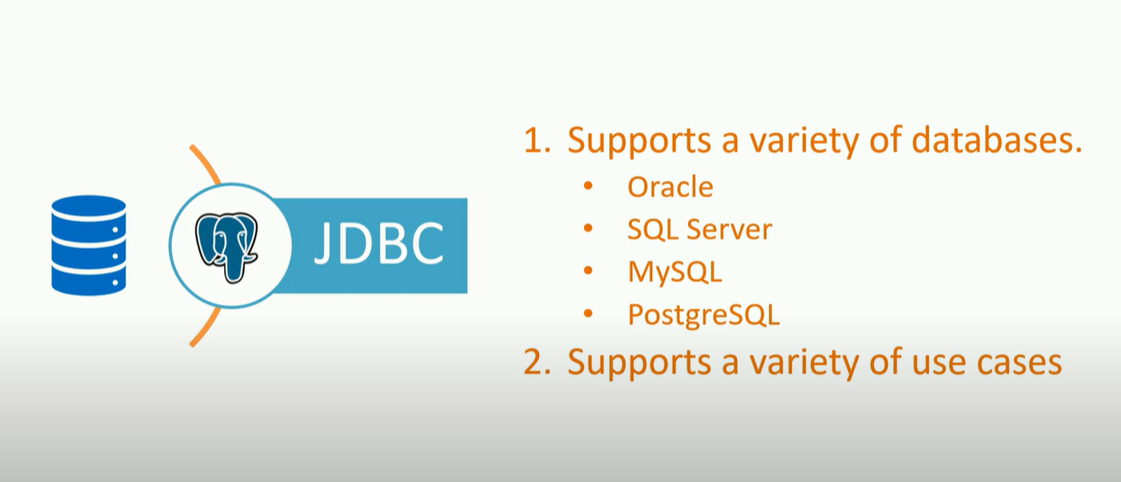 JDBC
1. Supports a variety of databases.
• Oracle
• SQL Server
• MySQL
• PostgreSQL
2. Supports a variety of use cases